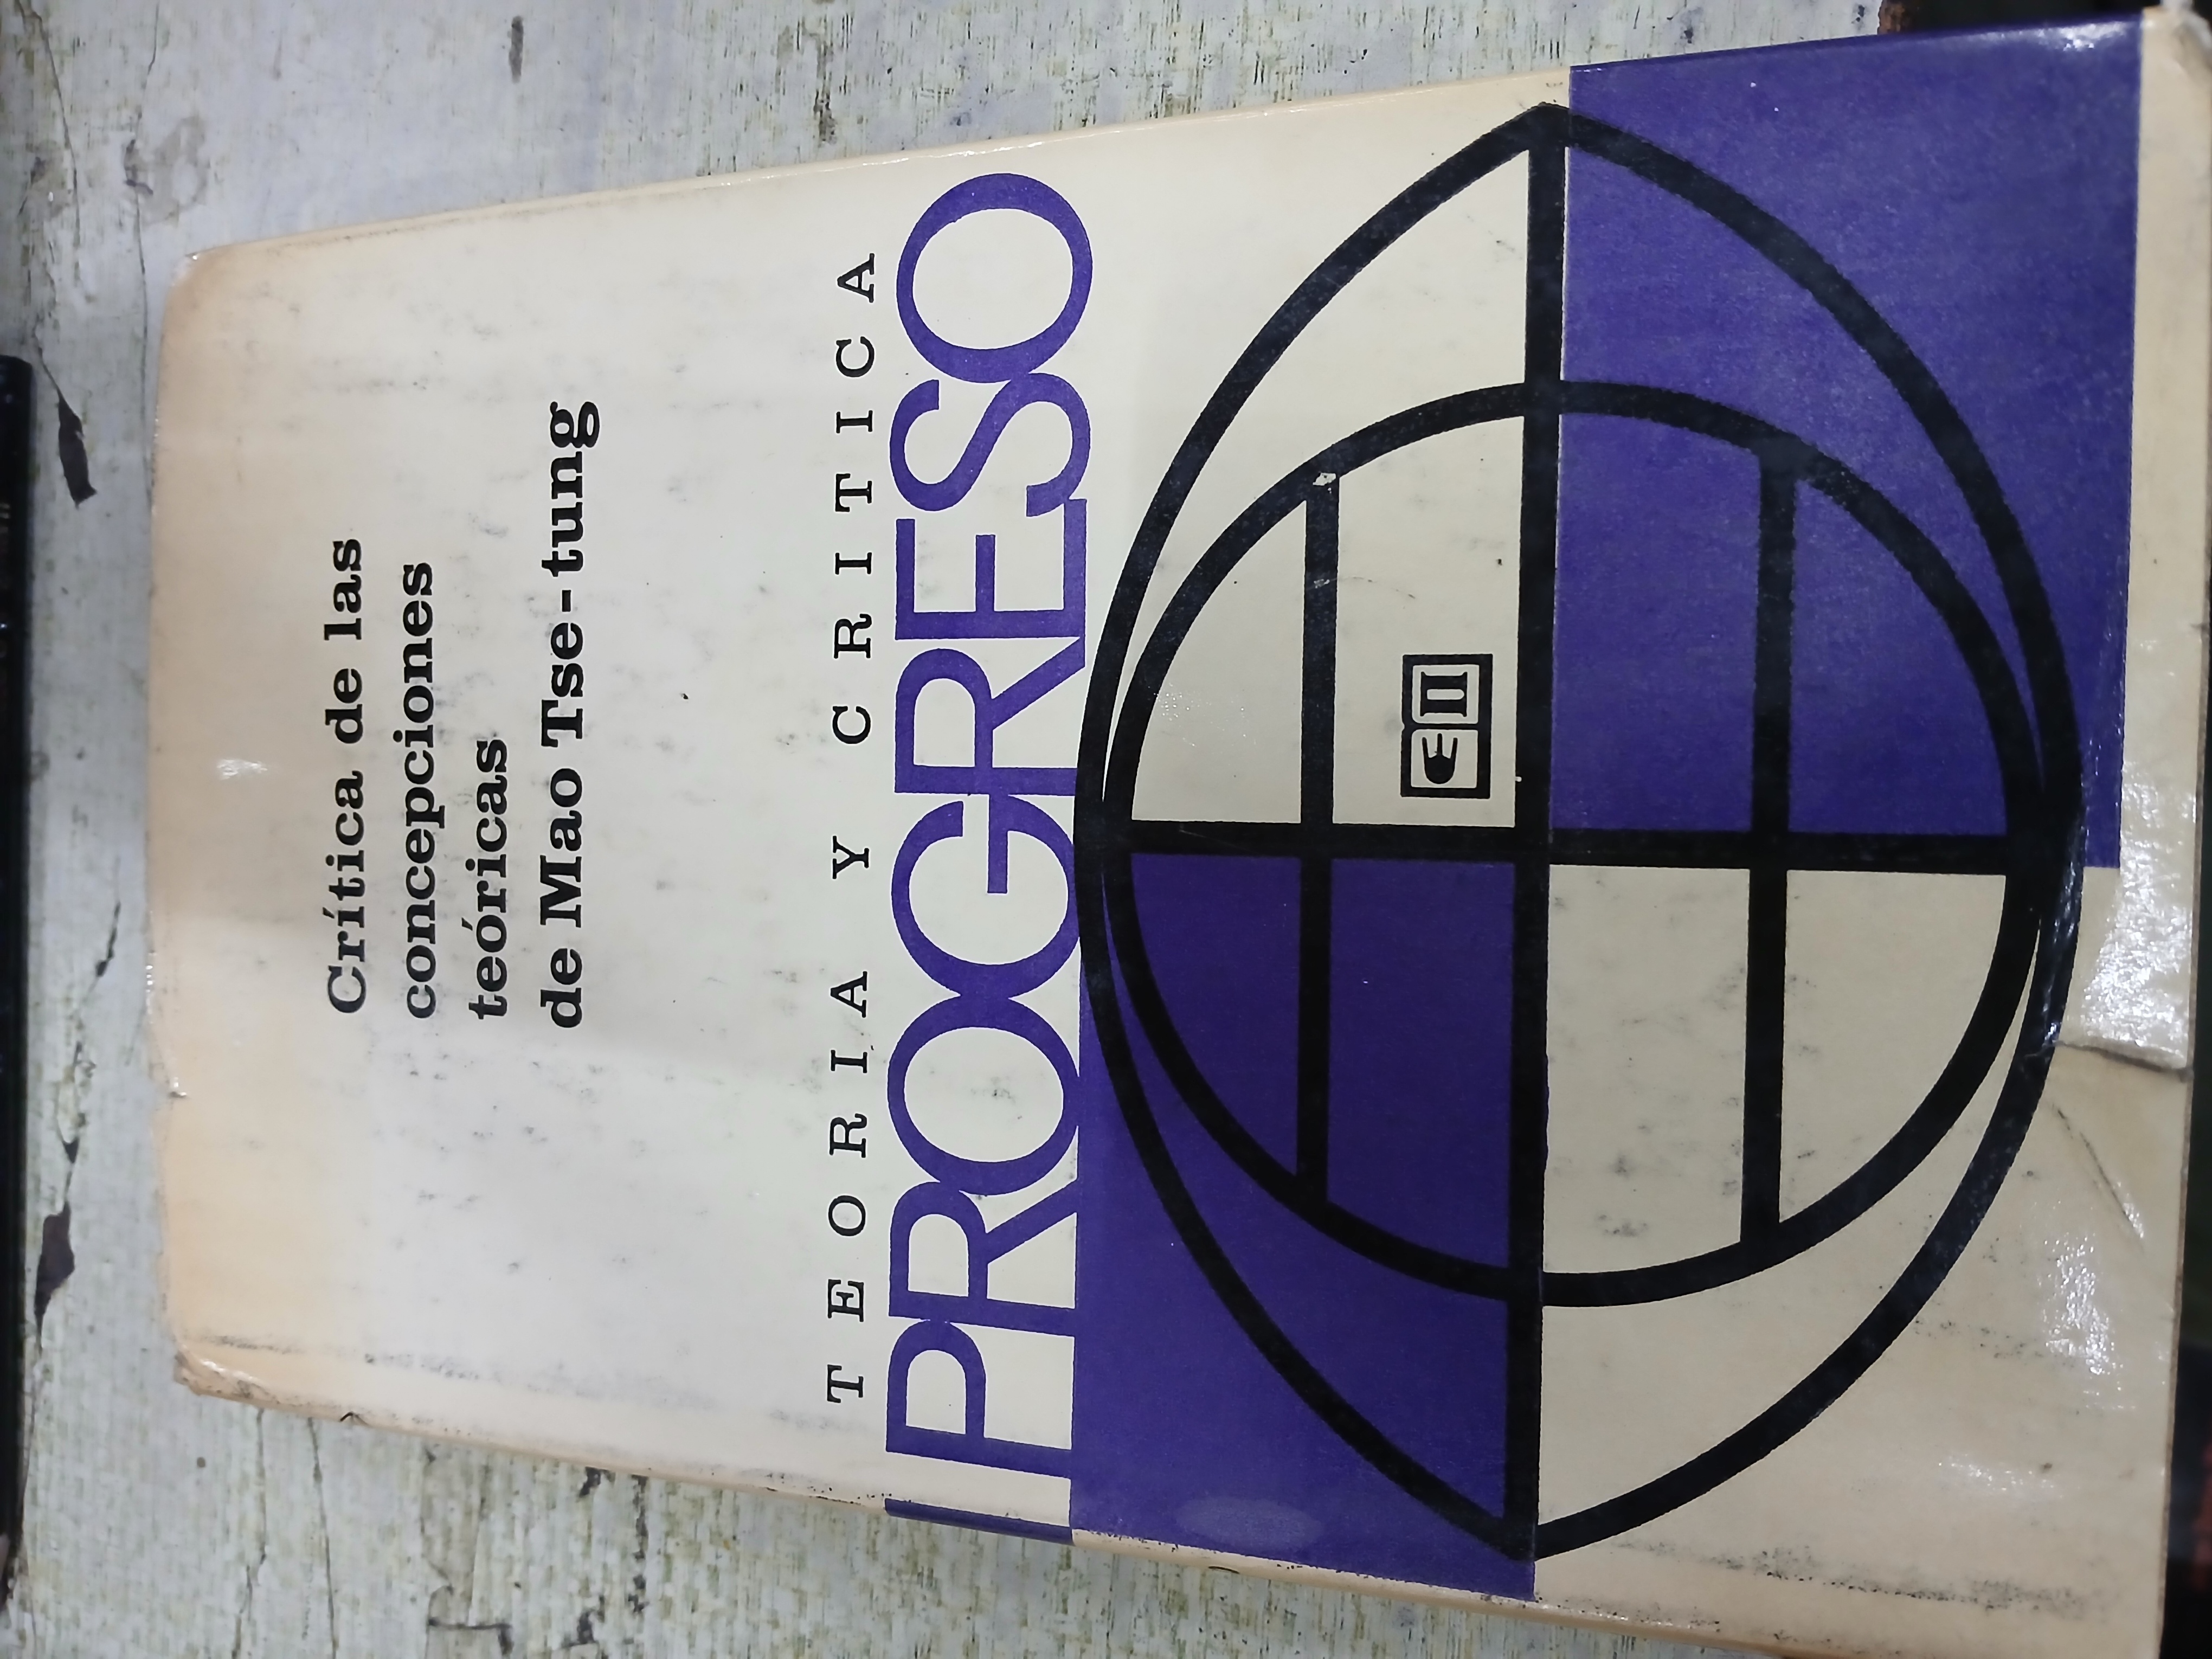 Crítica de las
concepciones
teóricas
de Mao Tse-tung
TEORIA Y CRITICA
PROGRESO